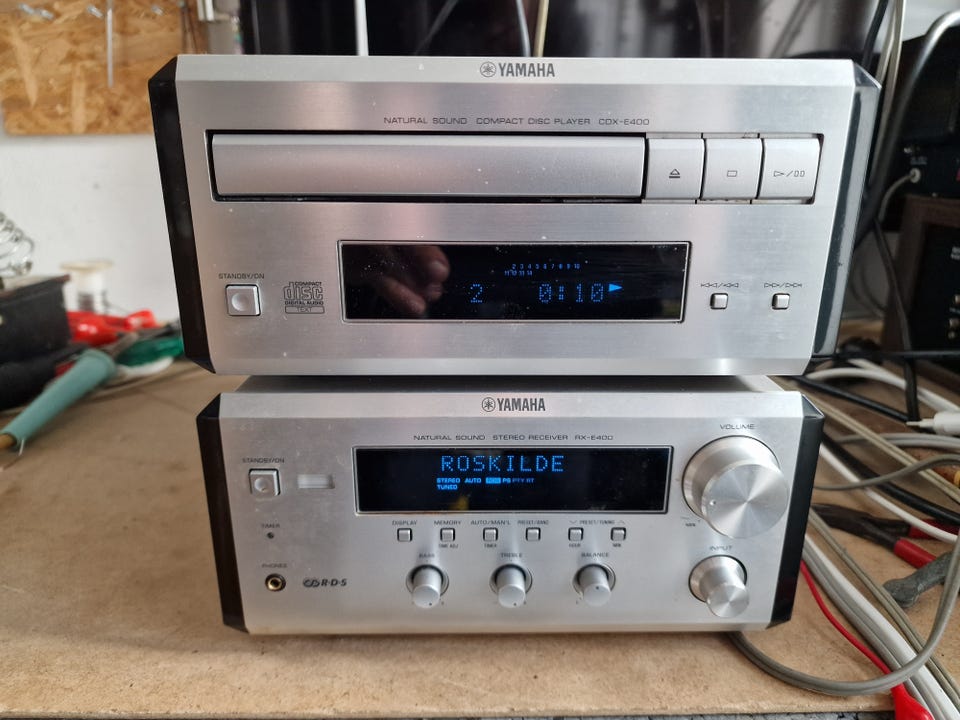 YAMAHA
NATURAL SOUND COMPACT DISC PLAYER CDX-E400
STANDBY/ON
COMPACT
disc
DIGITAL AUDIO
TEXT
2 3 4 5 6 7 8 9 10
11 12 13 14
2 0:10
YAMAHA
NATURAL SOUND STEREO RECEIVER RX-E400
VOLUME
STANDBY/ON
ROSKILDE
STEREO AUTO PS PTY RT
TUNED
TIMER
DISPLAY MEMORY AUTO/MAN'L PRESET/BAND PRESET/TUNING
TIME ADJ TIMER HOUR MIN
BASS TREBLE BALANCE INPUT
PHONES
R·D·S